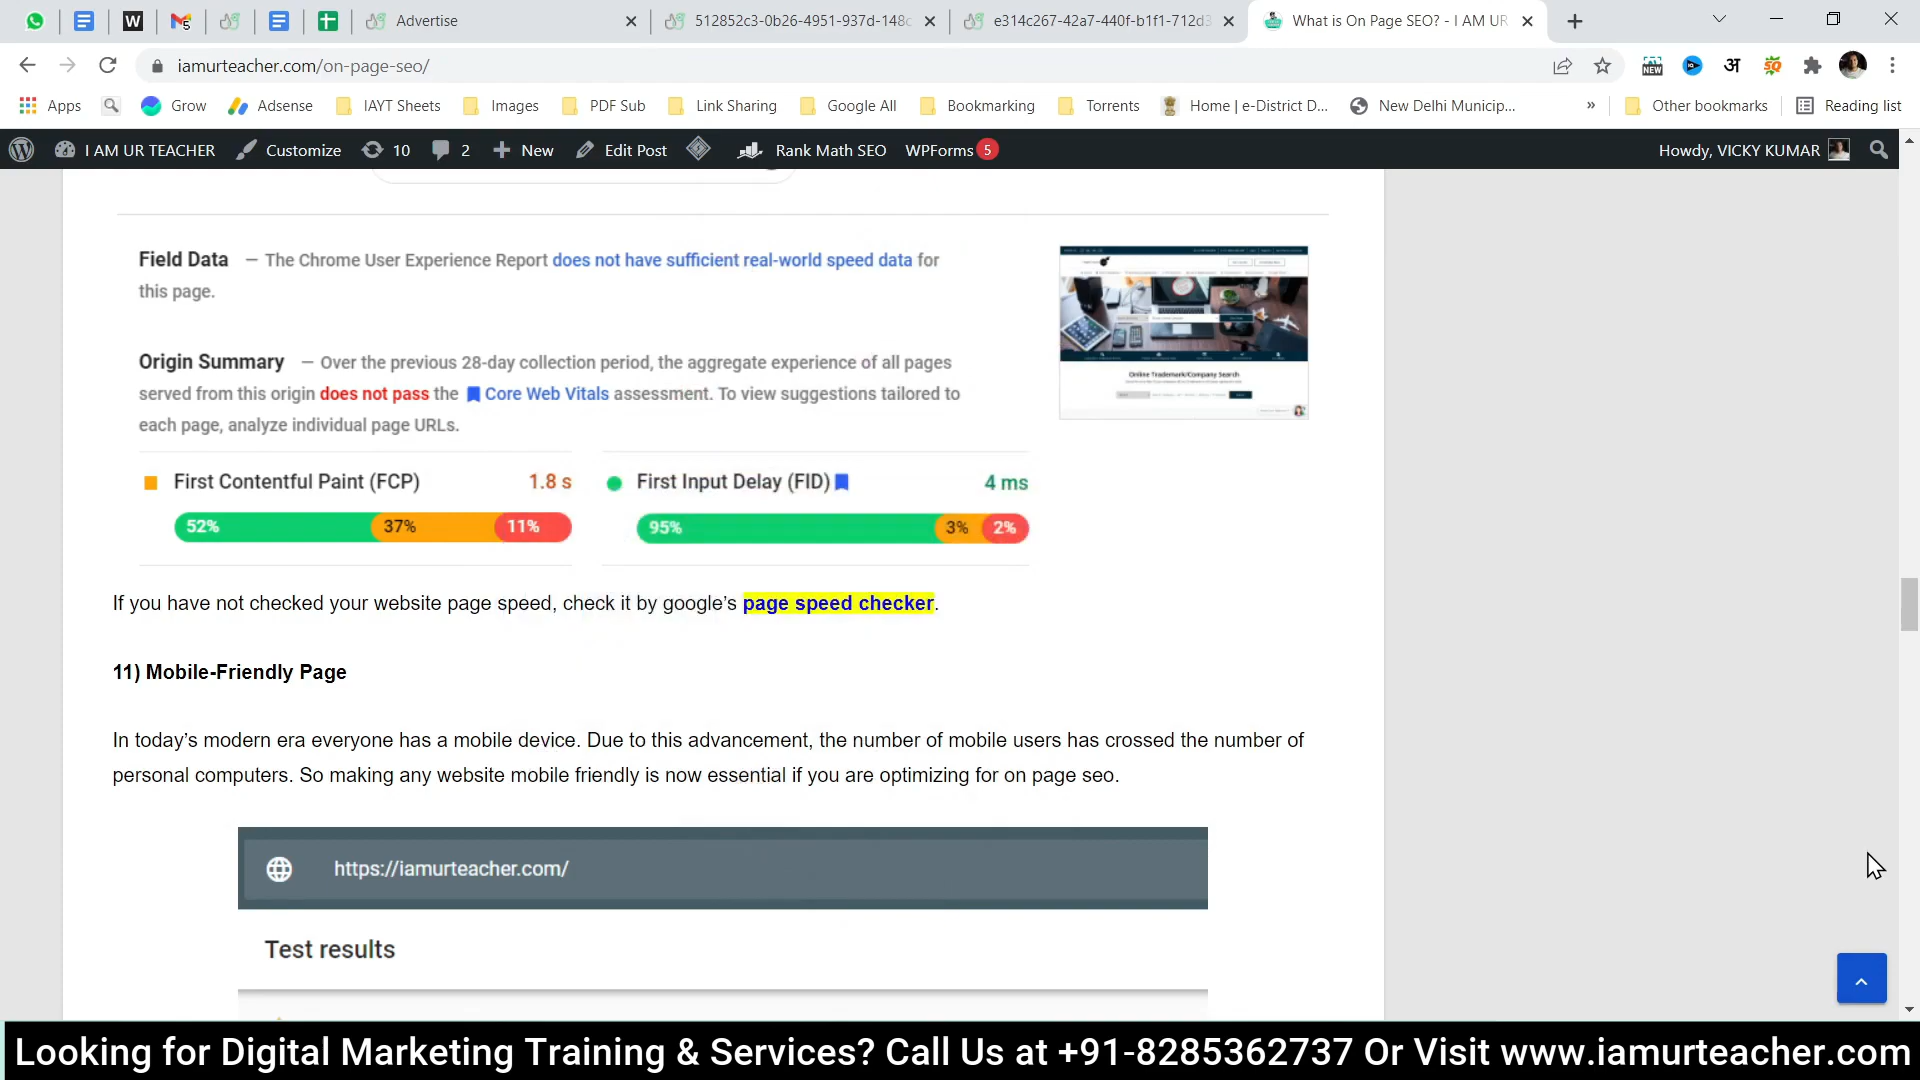 Advertise
512852c3-0b26-4951-937d-148c
e314c267-42a7-440f-b1f1-712d3
What is On Page SEO? - I AM UR
iamurteacher.com/on-page-seo/
NEW
अ
SQ
Apps
Grow
Adsense
IAYT Sheets
Images
PDF Sub
Link Sharing
Google All
Bookmarking
Torrents
Home | e-District D...
New Delhi Municip...
»
Other bookmarks
Reading list
I AM UR TEACHER
Customize
10
2
New
Edit Post
Rank Math SEO
WPForms 5
Howdy, VICKY KUMAR
Field Data — The Chrome User Experience Report does not have sufficient real-world speed data for
this page.
Origin Summary — Over the previous 28-day collection period, the aggregate experience of all pages
served from this origin does not pass the Core Web Vitals assessment. To view suggestions tailored to
each page, analyze individual page URLs.
Online Trademark/Company Search
First Contentful Paint (FCP) 1.8 s
52% 37% 11%
First Input Delay (FID) 4 ms
95% 3% 2%
If you have not checked your website page speed, check it by google’s page speed checker.
11) Mobile-Friendly Page
In today’s modern era everyone has a mobile device. Due to this advancement, the number of mobile users has crossed the number of
personal computers. So making any website mobile friendly is now essential if you are optimizing for on page seo.
https://iamurteacher.com/
Test results
Looking for Digital Marketing Training & Services? Call Us at +91-8285362737 Or Visit www.iamurteacher.com